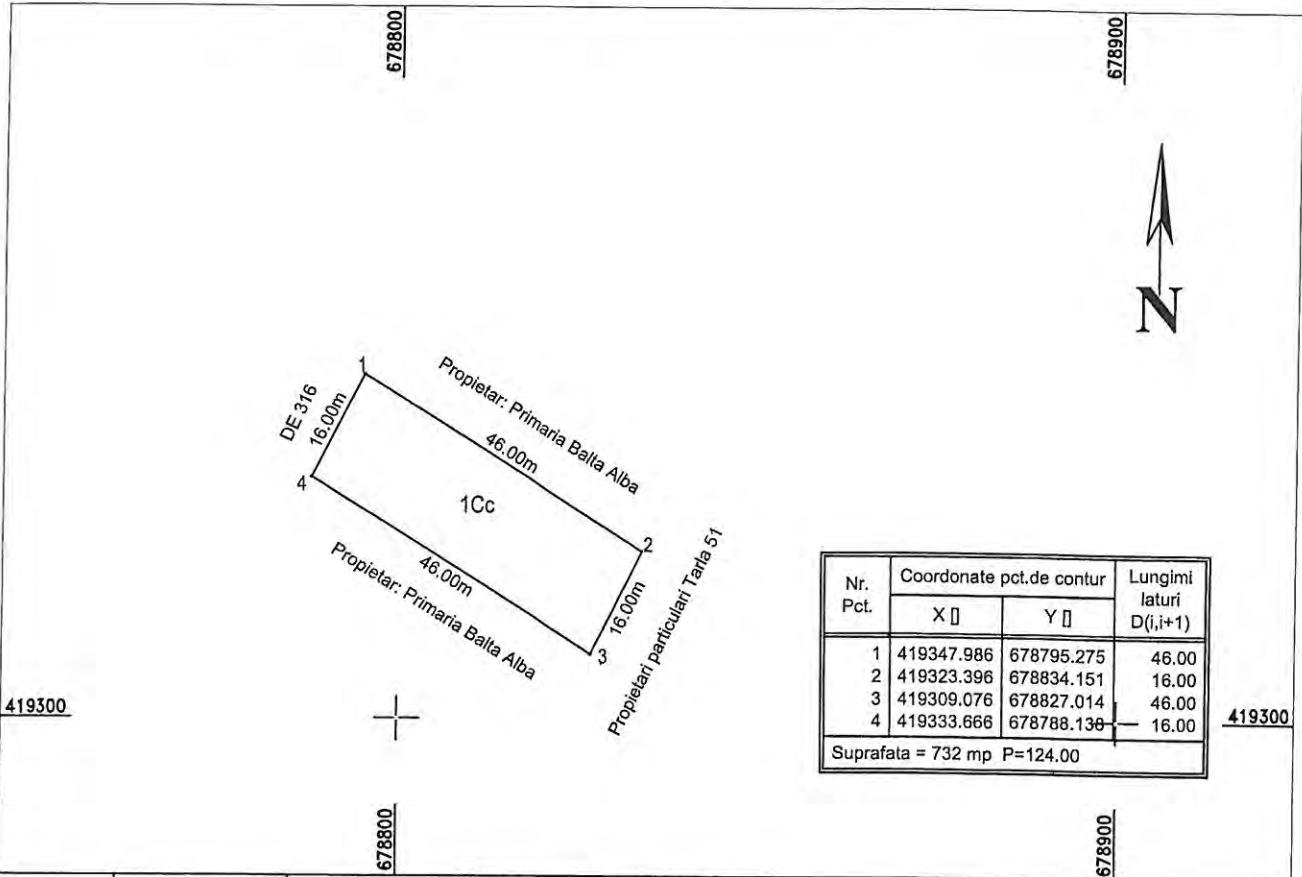 678800
678900
N
1
Propietar: Primaria Balta Alba
DE 316
16.00m
46.00m
4
1Cc
2
46.00m
Propietar: Primaria Balta Alba
16.00m
3
Propietari particulari Tarla 51
Nr. Pct.
Coordonate pct.de contur
Lungimi laturi D(i,i+1)
X [] Y []
1 419347.986 678795.275 46.00
2 419323.396 678834.151 16.00
3 419309.076 678827.014 46.00
4 419333.666 678788.138 16.00
Suprafata = 732 mp P=124.00
419300
419300
678800
678900